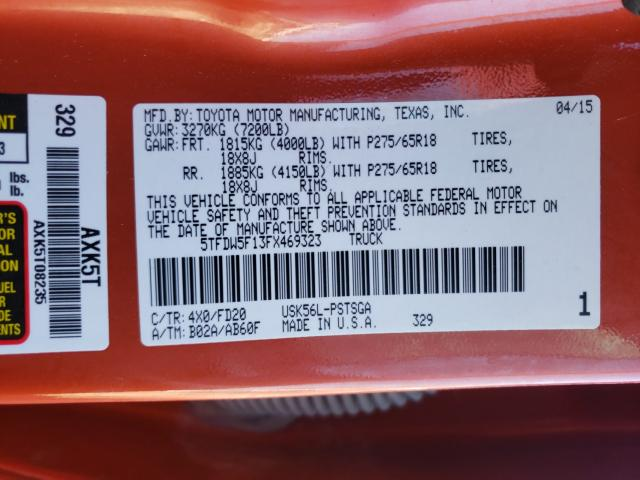 MFD.BY: TOYOTA MOTOR MANUFACTURING, TEXAS, INC. 04/15
GVWR: 3270KG (7200LB)
GAWR: FRT. 1815KG (4000LB) WITH P275/65R18 TIRES,
18X8J RIMS.
RR. 1885KG (4150LB) WITH P275/65R18 TIRES,
18X8J RIMS.
THIS VEHICLE CONFORMS TO ALL APPLICABLE FEDERAL MOTOR
VEHICLE SAFETY AND THEFT PREVENTION STANDARDS IN EFFECT ON
THE DATE OF MANUFACTURE SHOWN ABOVE.
5TFDW5F13FX469323 TRUCK
C/TR: 4X0/FD20 USK56L-PSTSGA
A/TM: B02A/AB60F MADE IN U.S.A. 329 1
329
AXK5T
AXK5T08235
lbs.
lb.